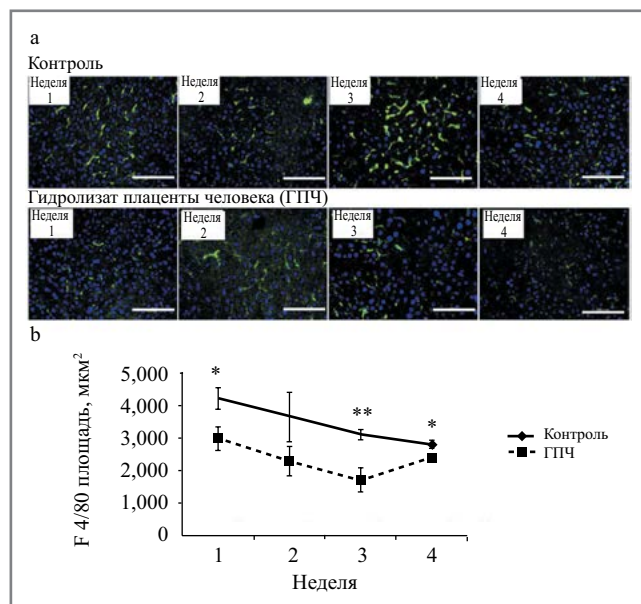 a
Контроль
Неделя 1
Неделя 2
Неделя 3
Неделя 4
Гидролизат плаценты человека (ГПЧ)
Неделя 1
Неделя 2
Неделя 3
Неделя 4
b
F 4/80 площадь, мкм²
5,000
4,000
3,000
2,000
1,000
0
*
**
*
Контроль
ГПЧ
1 2 3 4
Неделя